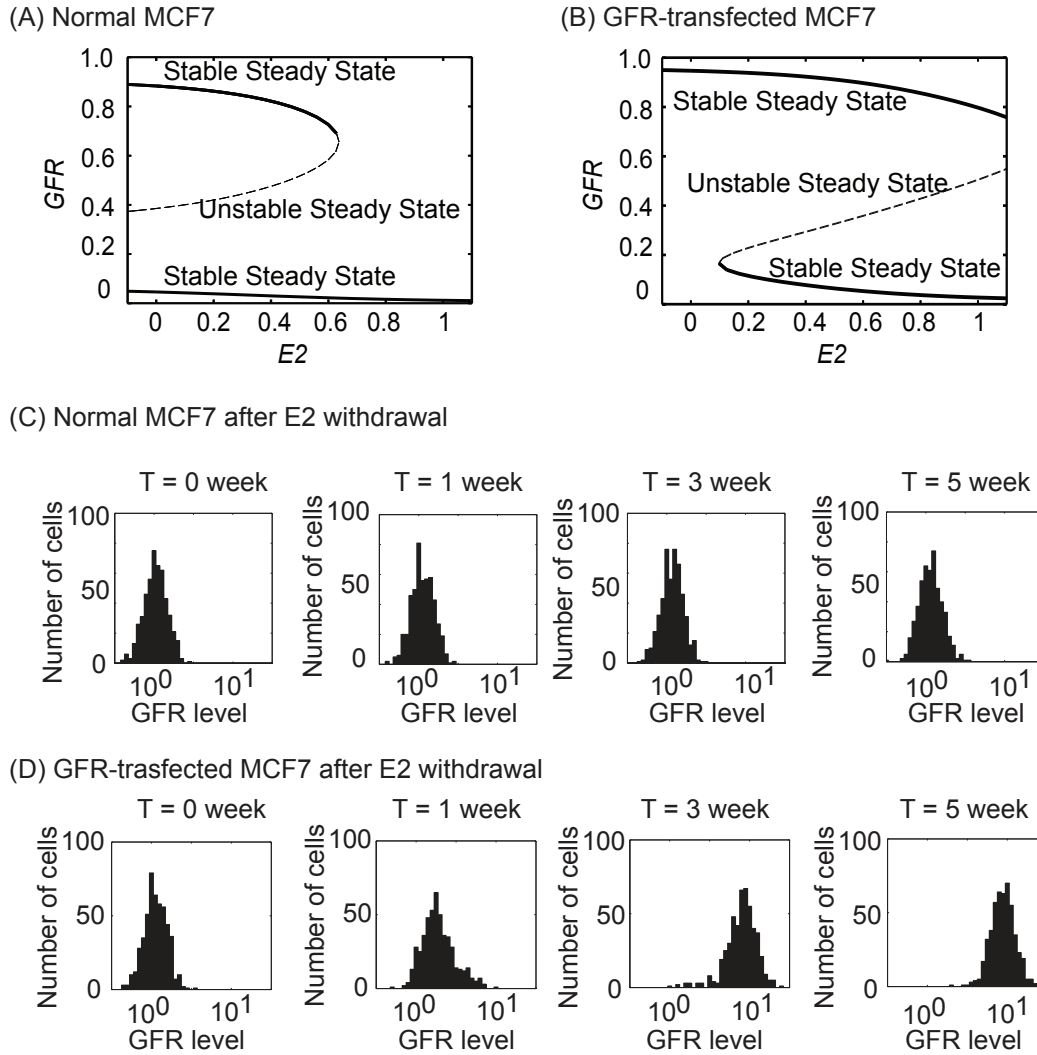 (A) Normal MCF7
(B) GFR-transfected MCF7
1.0
0.8
0.6
0.4
0.2
0
GFR
Stable Steady State
Unstable Steady State
Stable Steady State
0 0.2 0.4 0.6 0.8 1
E2
1.0
0.8
0.6
0.4
0.2
0
GFR
Stable Steady State
Unstable Steady State
Stable Steady State
0 0.2 0.4 0.6 0.8 1
E2
(C) Normal MCF7 after E2 withdrawal
T = 0 week
Number of cells
100
50
0
10^0 10^1
GFR level
T = 1 week
Number of cells
100
50
0
10^0 10^1
GFR level
T = 3 week
Number of cells
100
50
0
10^0 10^1
GFR level
T = 5 week
Number of cells
100
50
0
10^0 10^1
GFR level
(D) GFR-trasfected MCF7 after E2 withdrawal
T = 0 week
Number of cells
100
50
0
10^0 10^1
GFR level
T = 1 week
Number of cells
100
50
0
10^0 10^1
GFR level
T = 3 week
Number of cells
100
50
0
10^0 10^1
GFR level
T = 5 week
Number of cells
100
50
0
10^0 10^1
GFR level